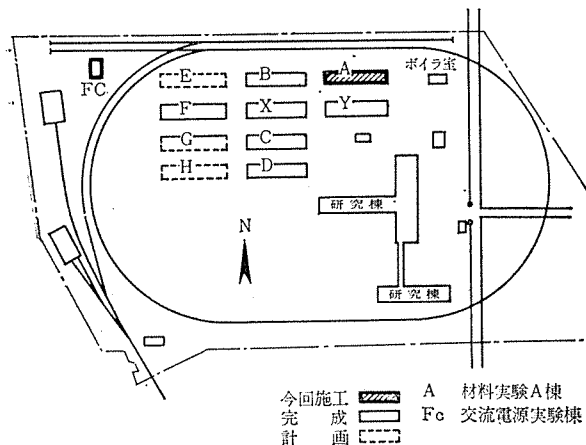 E B A ボイラ室
FC
F X Y
G C
H D
研究棟
N
研究棟
今回施工 A 材料実験A棟
完成 Fc 交流電源実験棟
計画